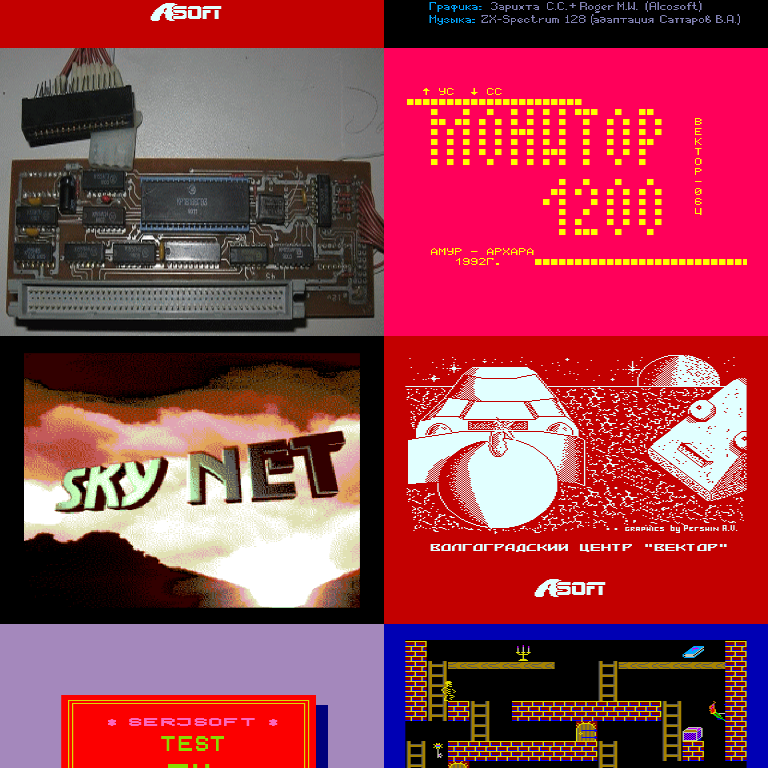 ASOFT
Графика: Зарихта С.С.+ Roger M.W. (Alcosoft)
Музыка: ZX-Spectrum 128 (адаптация Саттаров В.А.)
↑ УС ↓ СС
МОНИТОР
1200
ВЕКТОР-06Ц
АМУР - АРХАРА
1992Г.
SKY NET
GRAPHICS by Pershin A.V.
ВОЛГОГРАДСКИЙ ЦЕНТР "ВЕКТОР"
ASOFT
* SERJSOFT *
TEST